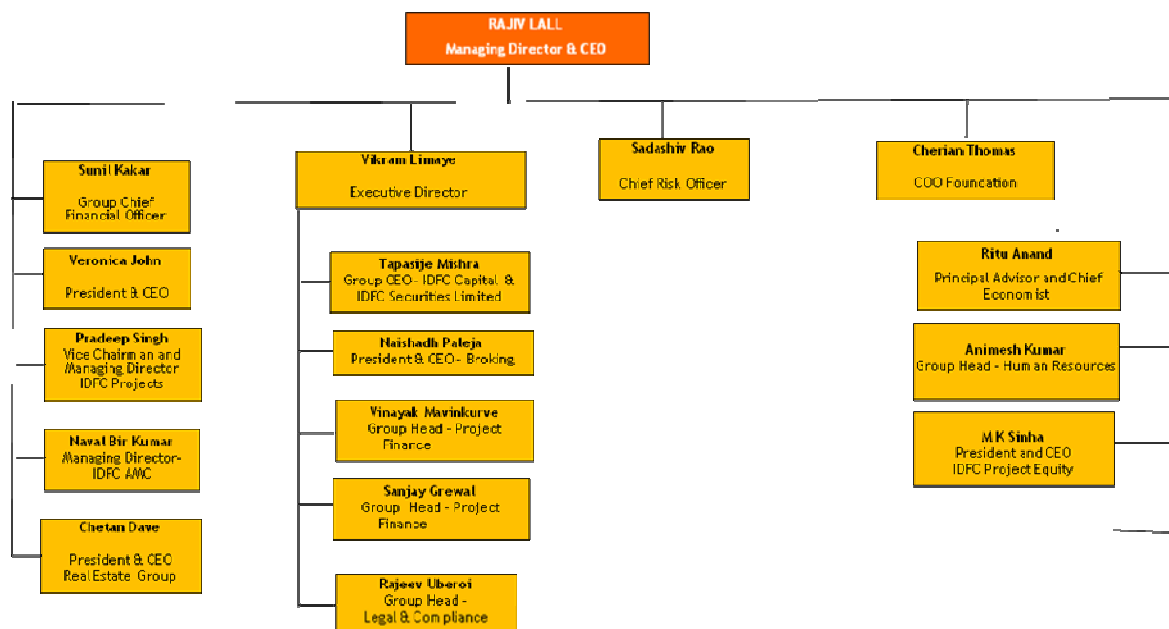 RAJIV LALL
Managing Director & CEO
Sunil Kakar
Group Chief
Financial Officer
Veronica John
President & CEO
Pradeep Singh
Vice Chairman and
Managing Director
IDFC Projects
Naval Bir Kumar
Managing Director-
IDFC AMC
Chetan Dave
President & CEO
Real Estate Group
Vikram Limaye
Executive Director
Tapasije Mishra
Group CEO- IDFC Capital &
IDFC Securities Limited
Naishadh Paleja
President & CEO- Broking
Vinayak Mavinkurve
Group Head - Project
Finance
Sanjay Grewal
Group Head - Project
Finance
Rajeev Uberoi
Group Head -
Legal & Compliance
Sadashiv Rao
Chief Risk Officer
Cherian Thomas
COO Foundation
Ritu Anand
Principal Advisor and Chief
Economist
Animesh Kumar
Group Head - Human Resources
M K Sinha
President and CEO
IDFC Project Equity